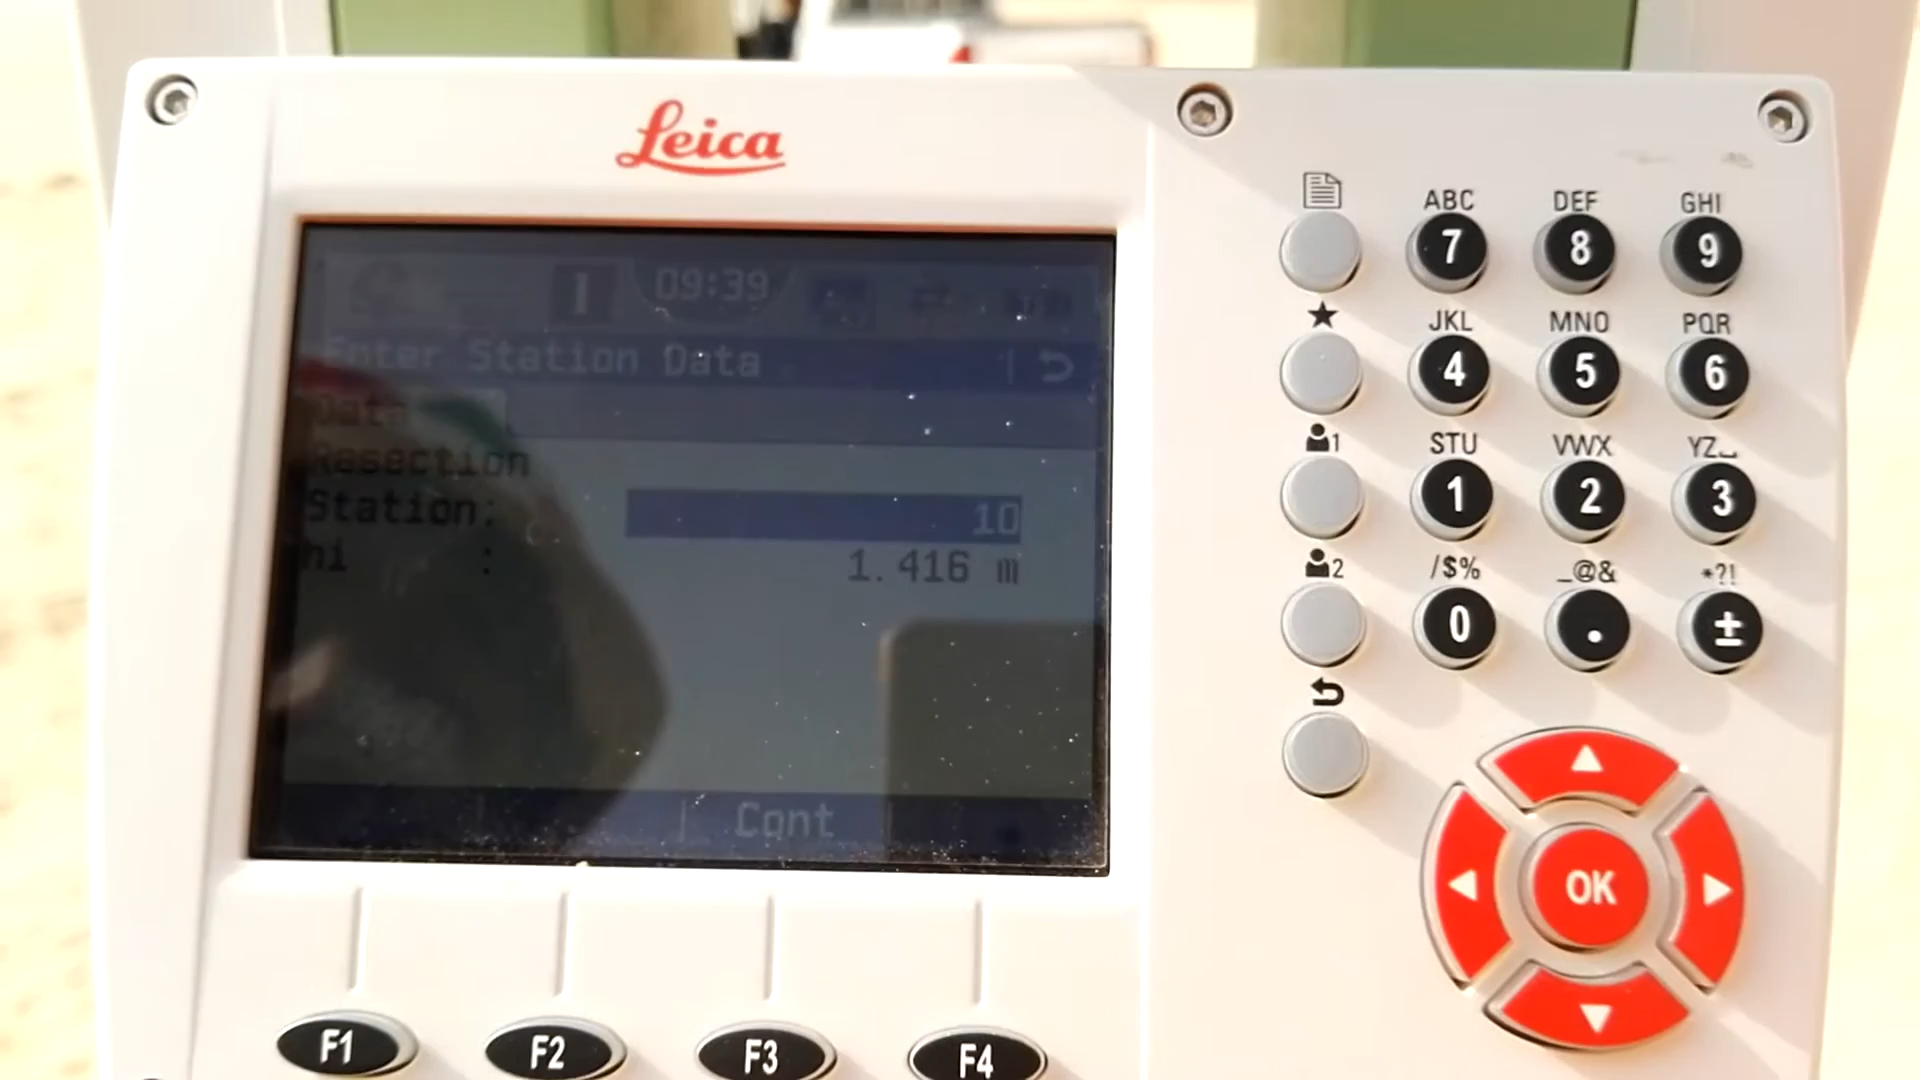 Leica
09:39
Enter Station Data
Data
Resection
Station: 10
hi : 1.416 m
Cont
F1 F2 F3 F4
ABC DEF GHI
7 8 9
JKL MNO PQR
4 5 6
1 STU VWX YZ⎵
1 2 3
2 /$% _@& *?!
0 . ±
OK